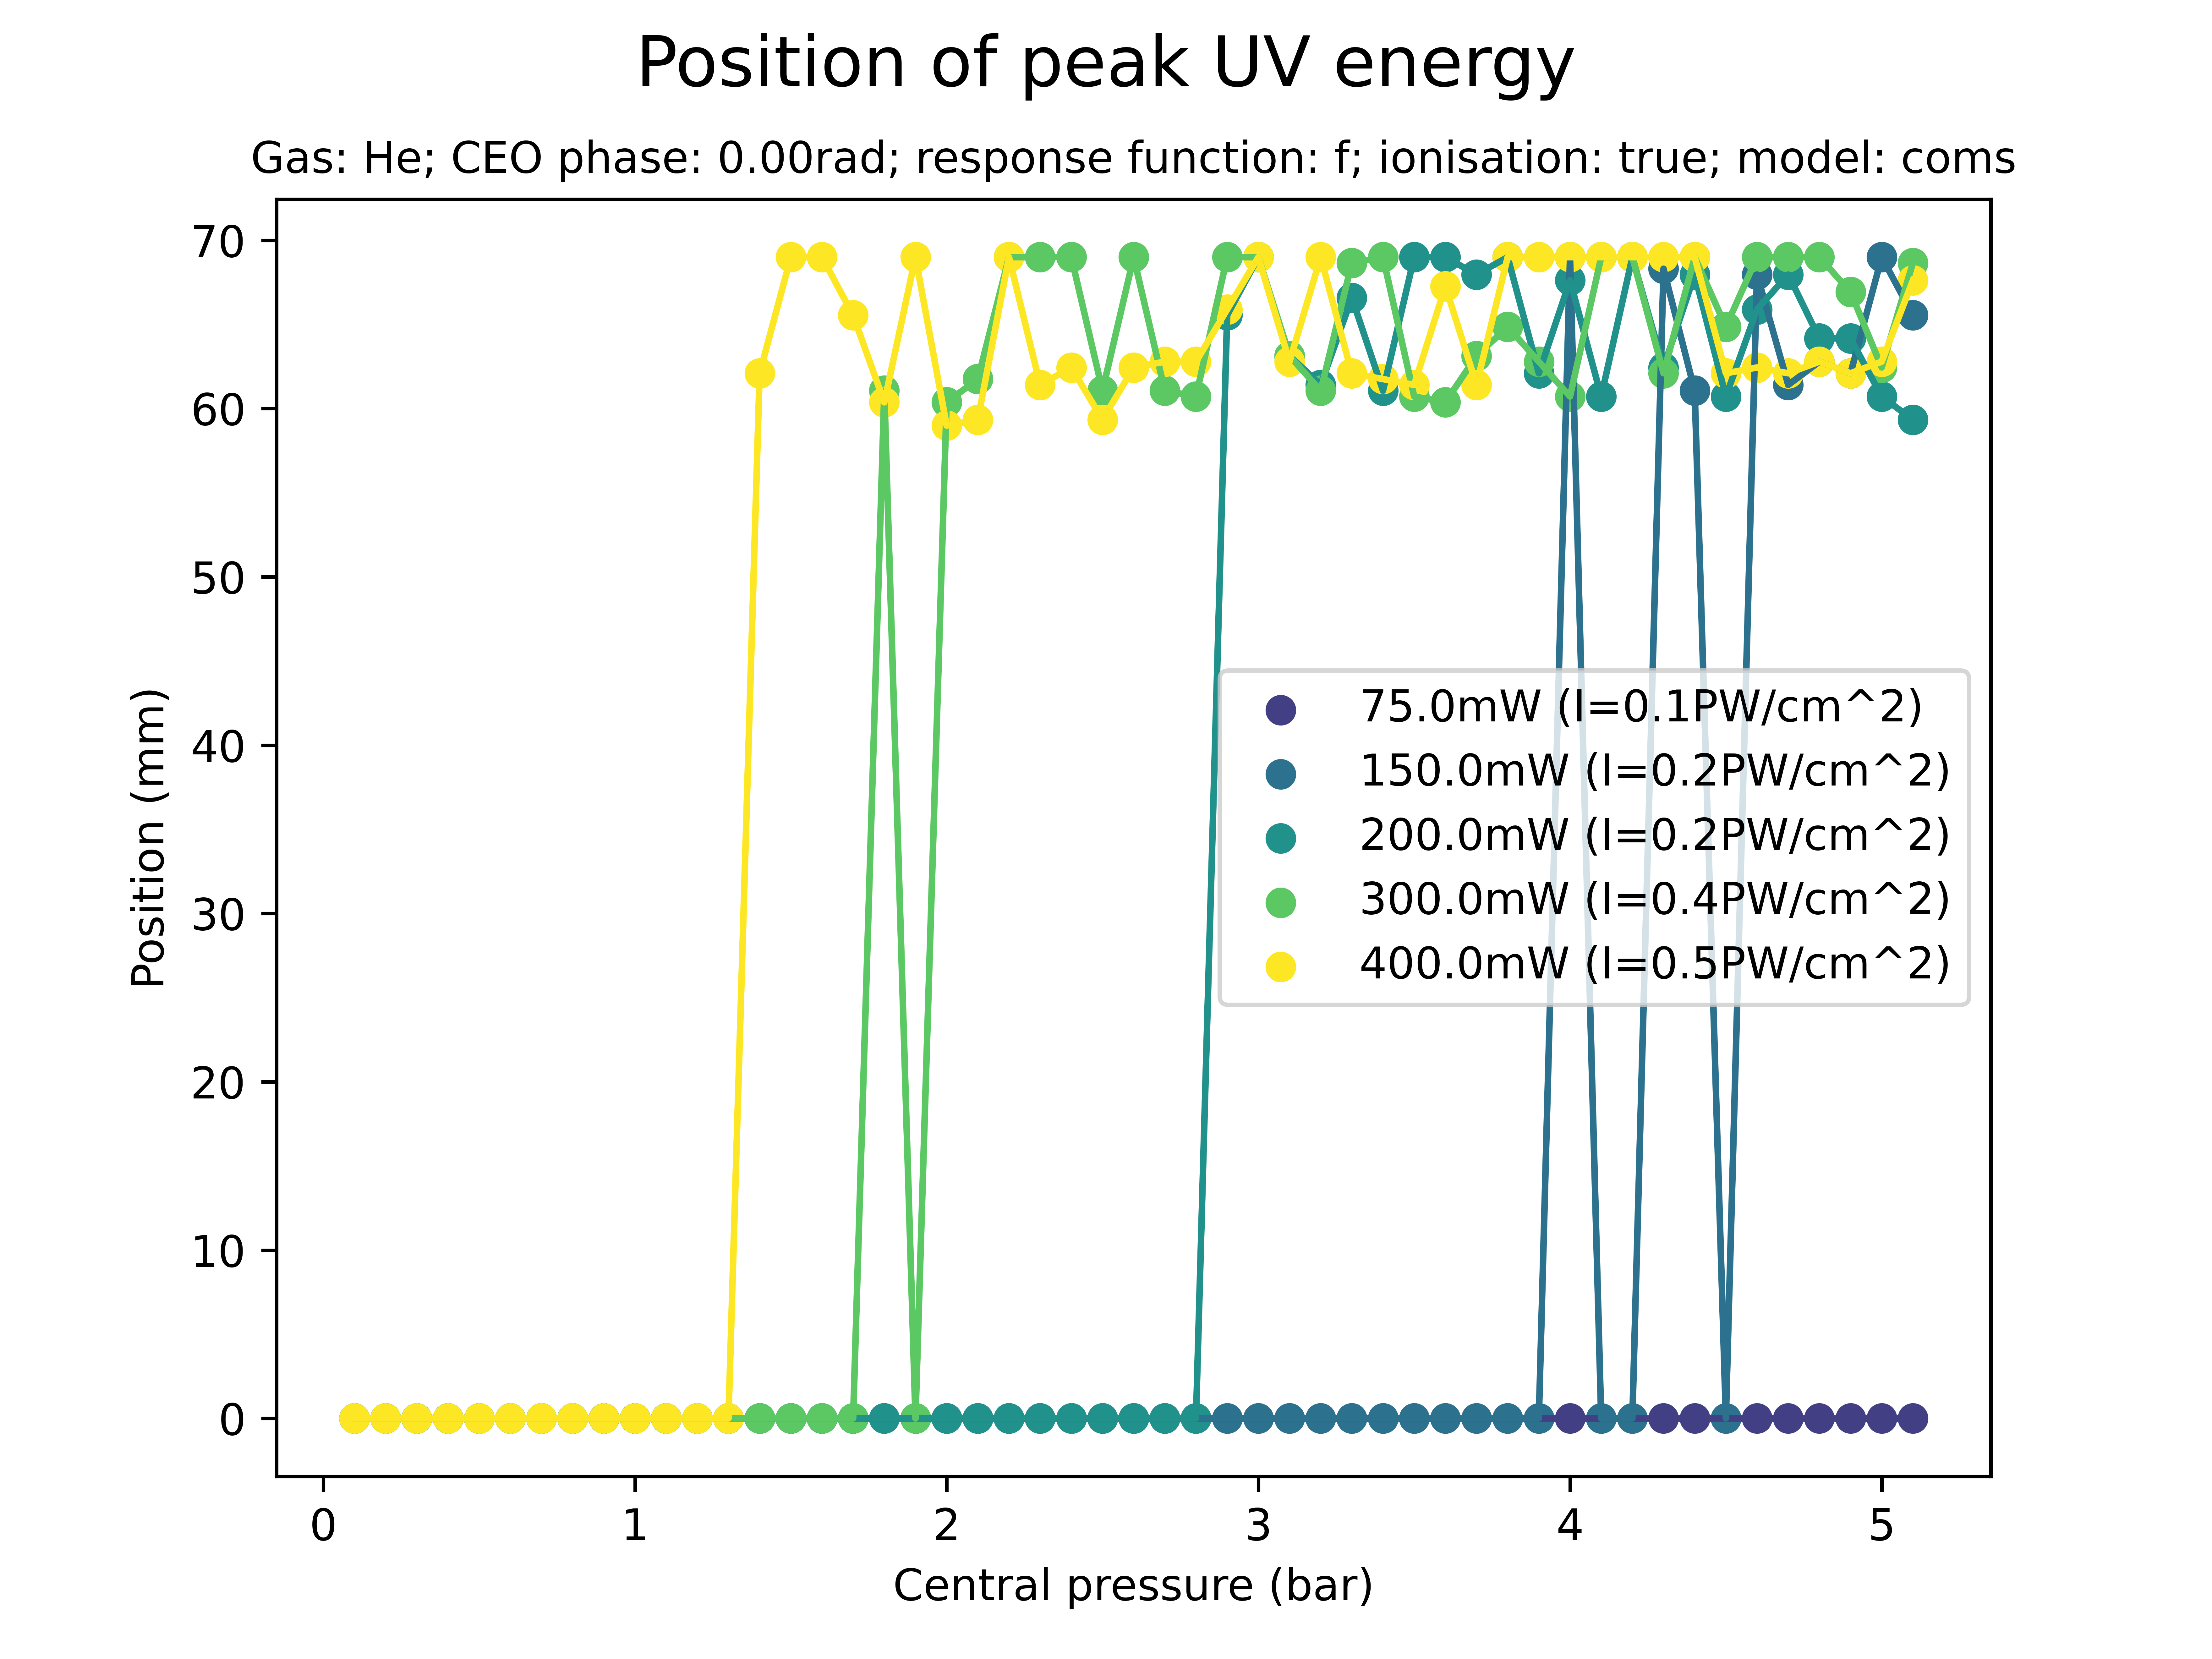 Position of peak UV energy
Gas: He; CEO phase: 0.00rad; response function: f; ionisation: true; model: coms
70
60
50
40
30
20
10
0
Position (mm)
75.0mW (I=0.1PW/cm^2)
150.0mW (I=0.2PW/cm^2)
200.0mW (I=0.2PW/cm^2)
300.0mW (I=0.4PW/cm^2)
400.0mW (I=0.5PW/cm^2)
0 1 2 3 4 5
Central pressure (bar)